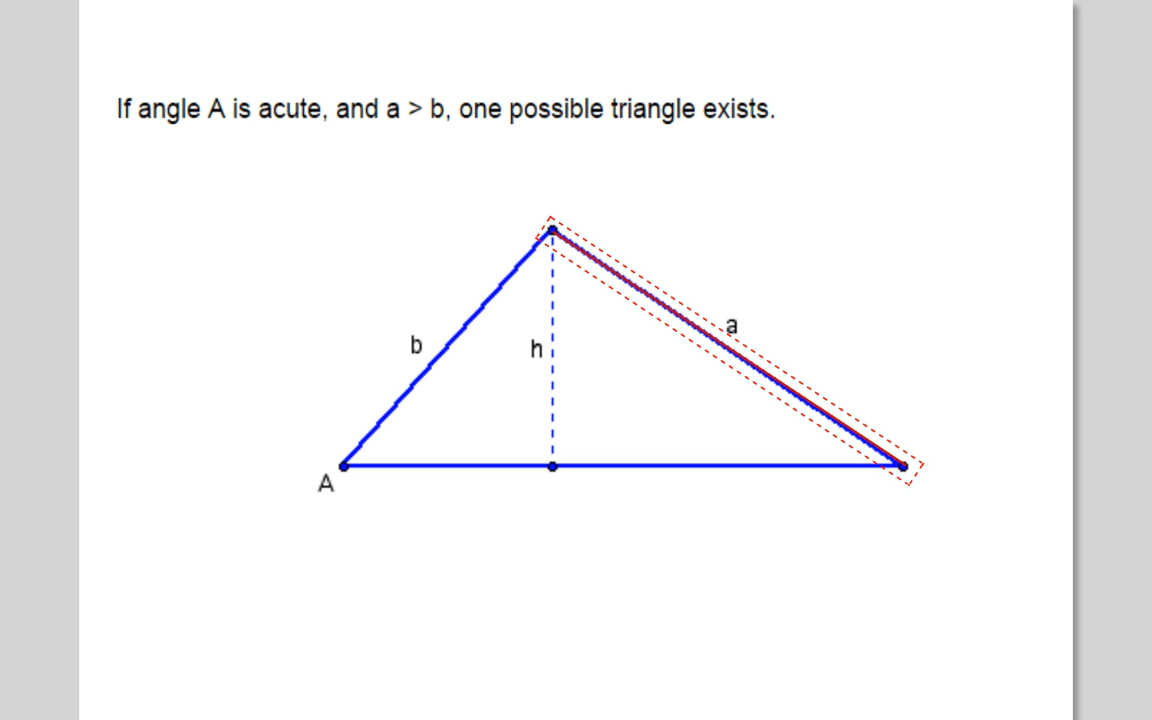 If angle A is acute, and a > b, one possible triangle exists.
a
b
h
A